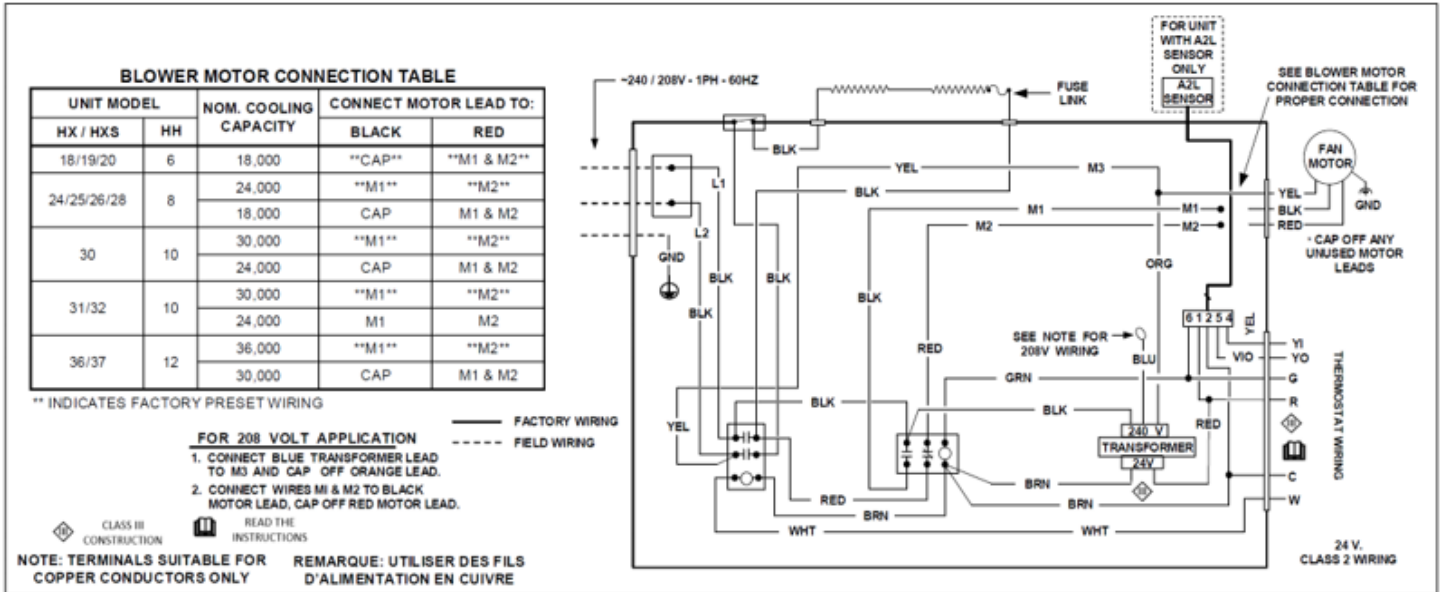 BLOWER MOTOR CONNECTION TABLE
UNIT MODEL NOM. COOLING CAPACITY CONNECT MOTOR LEAD TO:
HX / HXS HH BLACK RED
18/19/20 6 18,000 **CAP** **M1 & M2**
24/25/26/28 8 24,000 **M1** **M2**
18,000 CAP M1 & M2
30 10 30,000 **M1** **M2**
24,000 CAP M1 & M2
31/32 10 30,000 **M1** **M2**
24,000 M1 M2
36/37 12 36,000 **M1** **M2**
30,000 CAP M1 & M2
** INDICATES FACTORY PRESET WIRING
FACTORY WIRING
FIELD WIRING
FOR 208 VOLT APPLICATION
1. CONNECT BLUE TRANSFORMER LEAD
TO M3 AND CAP OFF ORANGE LEAD.
2. CONNECT WIRES M1 & M2 TO BLACK
MOTOR LEAD, CAP OFF RED MOTOR LEAD.
CLASS III
CONSTRUCTION
READ THE
INSTRUCTIONS
NOTE: TERMINALS SUITABLE FOR
COPPER CONDUCTORS ONLY
REMARQUE: UTILISER DES FILS
D'ALIMENTATION EN CUIVRE
~240 / 208V - 1PH - 60HZ
FUSE
LINK
FOR UNIT
WITH A2L
SENSOR
ONLY
A2L
SENSOR
SEE BLOWER MOTOR
CONNECTION TABLE FOR
PROPER CONNECTION
FAN
MOTOR
GND
YEL
BLK
RED
* CAP OFF ANY
UNUSED MOTOR
LEADS
BLK
YEL
M3
L1
BLK
M1
M1
L2
M2
M2
GND
BLK
BLK
ORG
BLK
BLK
6 1 2 5 4
YEL
SEE NOTE FOR
208V WIRING
RED
BLU
VIO
YI
YO
GRN
G
BLK
BLK
RED
R
YEL
240 V
TRANSFORMER
24V
III
THERMOSTAT WIRING
BRN
C
RED
BRN
BRN
W
WHT
WHT
24 V.
CLASS 2 WIRING